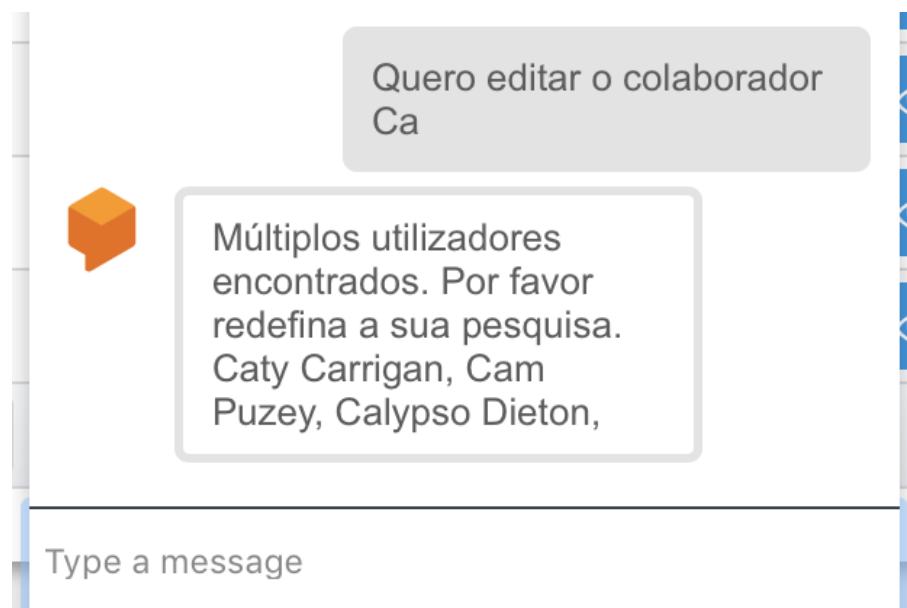 Quero editar o colaborador
Ca
Múltiplos utilizadores
encontrados. Por favor
redefina a sua pesquisa.
Caty Carrigan, Cam
Puzey, Calypso Dieton,
Type a message